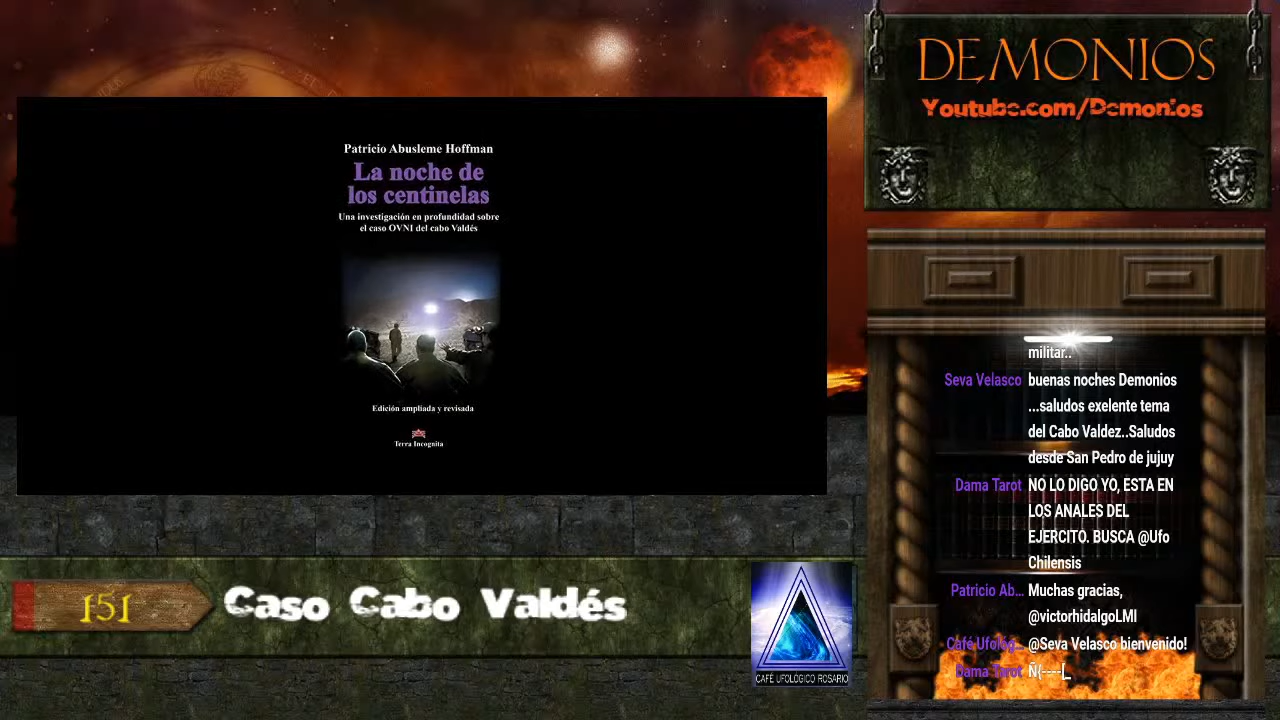 DEMONIOS
Youtube.com/Demonios
Patricio Abusleme Hoffman
La noche de
los centinelas
Una investigación en profundidad sobre
el caso OVNI del cabo Valdés
Edición ampliada y revisada
Terra Incognita
militar..
Seva Velasco buenas noches Demonios
...saludos exelente tema
del Cabo Valdez..Saludos
desde San Pedro de jujuy
Dama Tarot NO LO DIGO YO, ESTA EN
LOS ANALES DEL
EJERCITO. BUSCA @Ufo
Chilensis
Patricio Ab... Muchas gracias,
@victorhidalgoLMI
Café Ufológ... @Seva Velasco bienvenido!
Dama Tarot Ñ{----[_
151
Caso Cabo Valdés
CAFÉ UFOLÓGICO ROSARIO